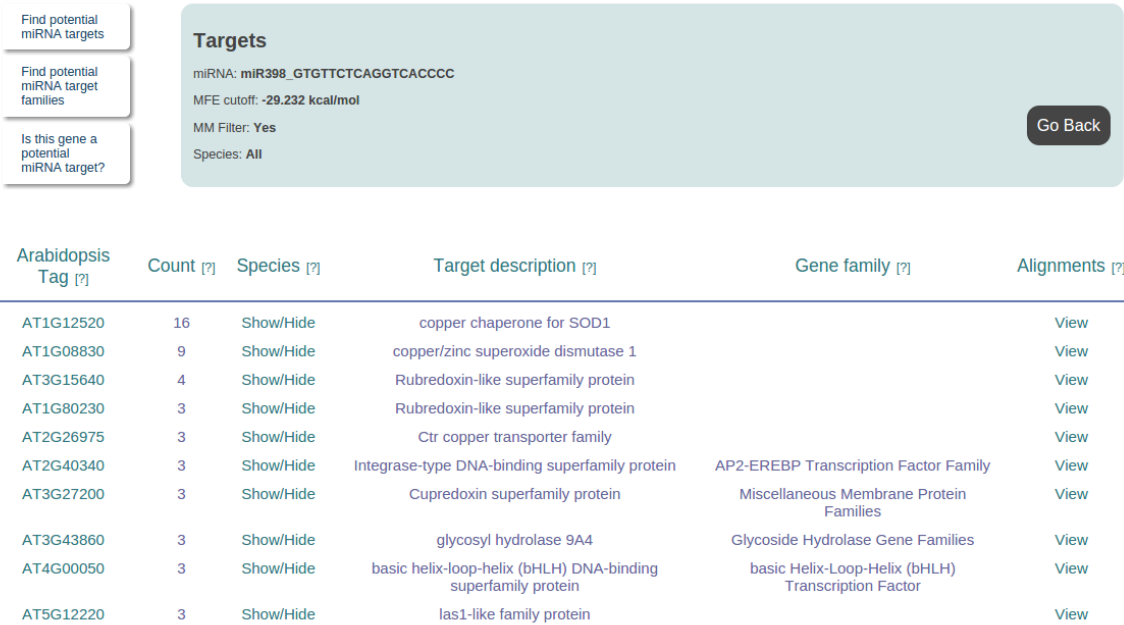 Find potential
miRNA targets
Find potential
miRNA target
families
Is this gene a
potential
miRNA target?
Targets
miRNA: miR398_GTGTTCTCAGGTCACCCC
MFE cutoff: -29.232 kcal/mol
MM Filter: Yes
Species: All
Go Back
Arabidopsis
Tag [?]
Count [?]
Species [?]
Target description [?]
Gene family [?]
Alignments [?]
AT1G12520 16 Show/Hide copper chaperone for SOD1 View
AT1G08830 9 Show/Hide copper/zinc superoxide dismutase 1 View
AT3G15640 4 Show/Hide Rubredoxin-like superfamily protein View
AT1G80230 3 Show/Hide Rubredoxin-like superfamily protein View
AT2G26975 3 Show/Hide Ctr copper transporter family View
AT2G40340 3 Show/Hide Integrase-type DNA-binding superfamily protein AP2-EREBP Transcription Factor Family View
AT3G27200 3 Show/Hide Cupredoxin superfamily protein Miscellaneous Membrane Protein View
Families
AT3G43860 3 Show/Hide glycosyl hydrolase 9A4 Glycoside Hydrolase Gene Families View
AT4G00050 3 Show/Hide basic helix-loop-helix (bHLH) DNA-binding basic Helix-Loop-Helix (bHLH) View
superfamily protein Transcription Factor
AT5G12220 3 Show/Hide las1-like family protein View